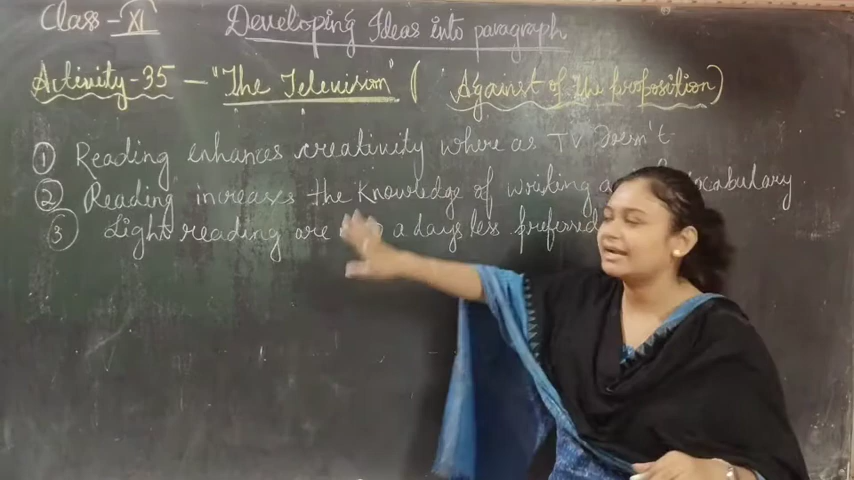 Class - XI Developing Ideas into paragraph
Activity-35 — "The Television" ( Against of the proposition)
1 Reading enhances creativity where as TV Doesn't
2 Reading increases the Knowledge of writing vocabulary
3 Light reading are a days less preferred